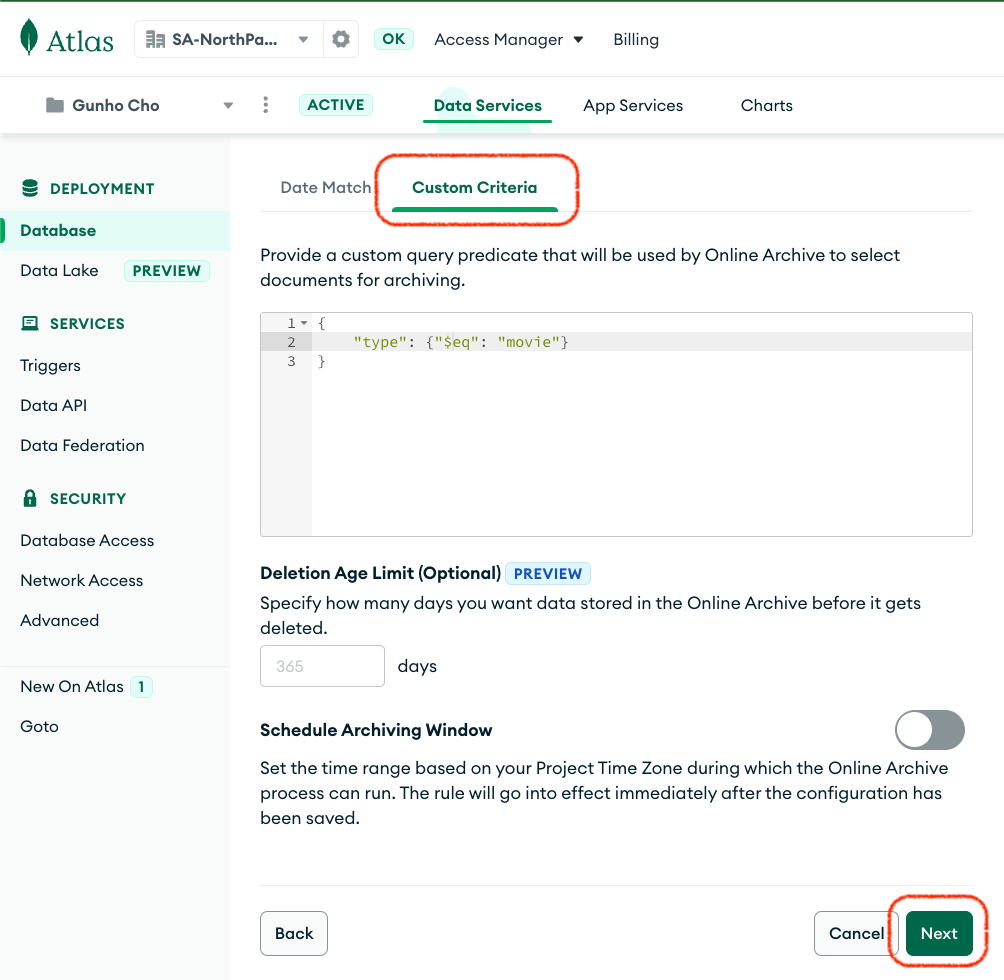 Atlas SA-NorthPa... OK Access Manager Billing
Gunho Cho ACTIVE Data Services App Services Charts
DEPLOYMENT
Database
Data Lake PREVIEW
SERVICES
Triggers
Data API
Data Federation
SECURITY
Database Access
Network Access
Advanced
New On Atlas 1
Goto
Date Match Custom Criteria
Provide a custom query predicate that will be used by Online Archive to select
documents for archiving.
1 {
2 "type": {"$eq": "movie"}
3 }
Deletion Age Limit (Optional) PREVIEW
Specify how many days you want data stored in the Online Archive before it gets
deleted.
365 days
Schedule Archiving Window
Set the time range based on your Project Time Zone during which the Online Archive
process can run. The rule will go into effect immediately after the configuration has
been saved.
Back Cancel Next